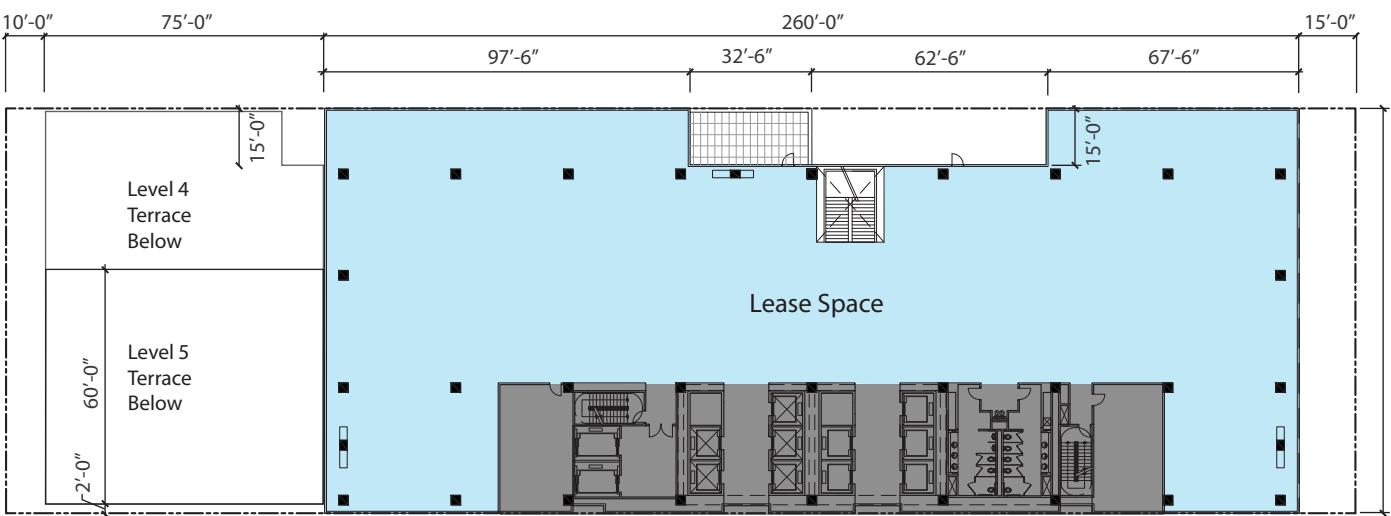 10’-0”
75’-0”
260’-0”
15’-0”
97’-6”
32’-6”
62’-6”
67’-6”
15’-0”
15’-0”
Level 4
Terrace
Below
Lease Space
Level 5
Terrace
Below
60’-0”
2’-0”